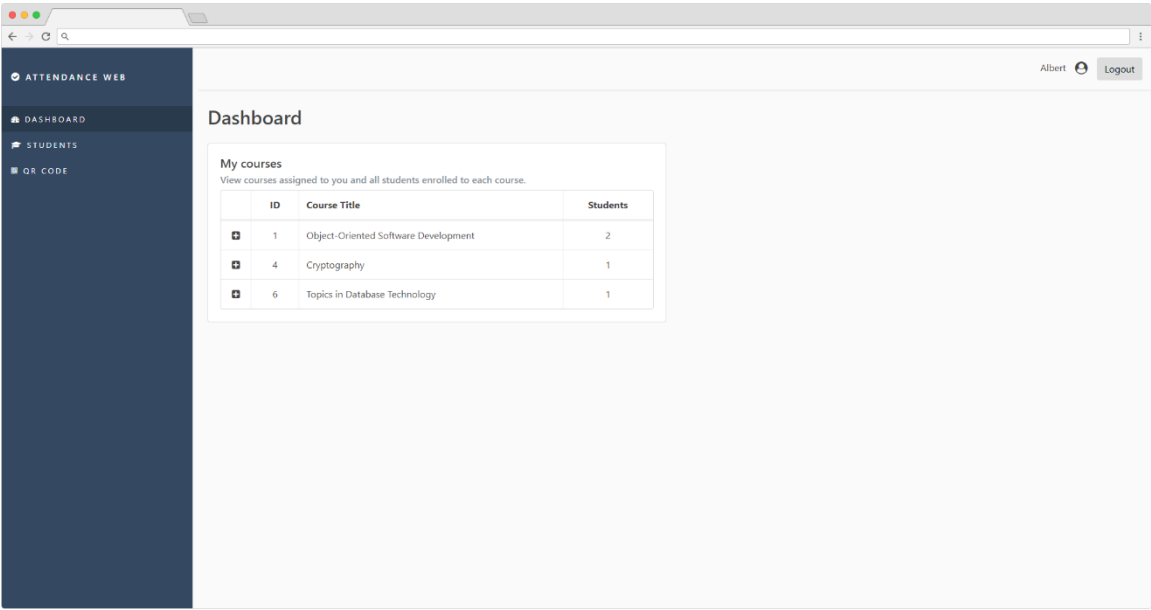 ATTENDANCE WEB
Albert Logout
DASHBOARD
STUDENTS
QR CODE
Dashboard
My courses
View courses assigned to you and all students enrolled to each course.
ID Course Title Students
1 Object-Oriented Software Development 2
4 Cryptography 1
6 Topics in Database Technology 1